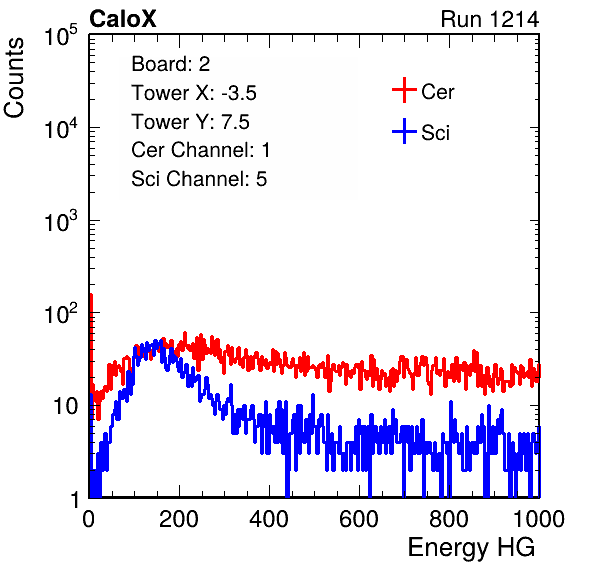 CaloX Run 1214
Counts
Board: 2
Tower X: -3.5
Tower Y: 7.5
Cer Channel: 1
Sci Channel: 5
Cer
Sci
10^5
10^4
10^3
10^2
10
1
0 200 400 600 800 1000
Energy HG